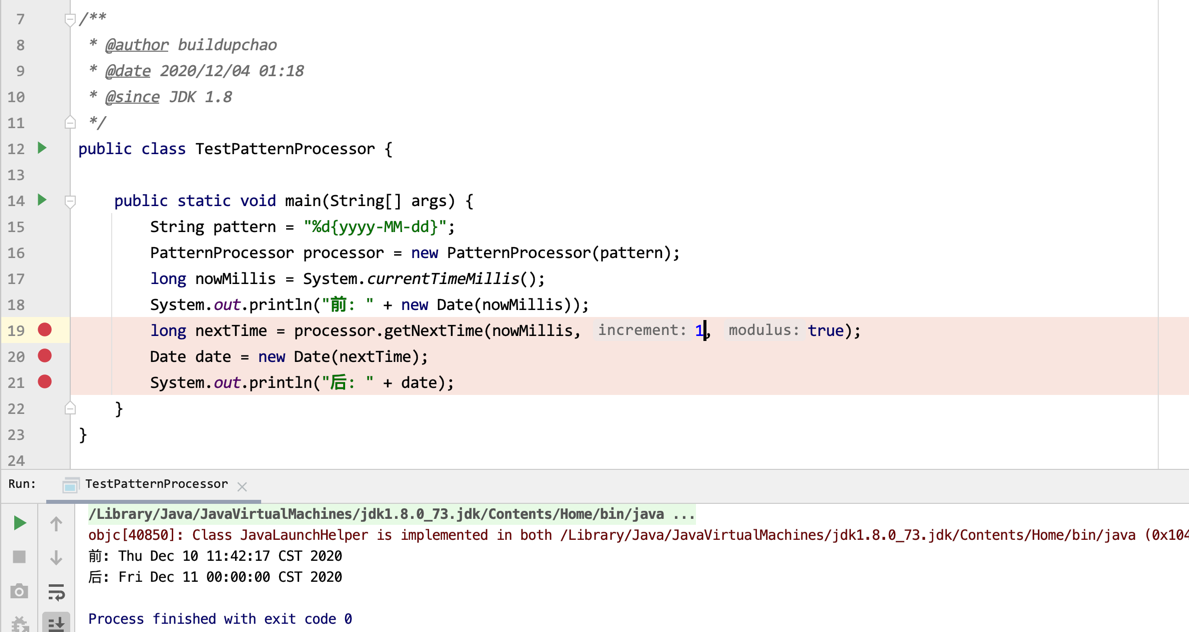 7 /**
8 * @author buildupchao
9 * @date 2020/12/04 01:18
10 * @since JDK 1.8
11 */
12 public class TestPatternProcessor {
13
14 public static void main(String[] args) {
15 String pattern = "%d{yyyy-MM-dd}";
16 PatternProcessor processor = new PatternProcessor(pattern);
17 long nowMillis = System.currentTimeMillis();
18 System.out.println("前: " + new Date(nowMillis));
19 long nextTime = processor.getNextTime(nowMillis, increment: 1, modulus: true);
20 Date date = new Date(nextTime);
21 System.out.println("后: " + date);
22 }
23 }
24
Run: TestPatternProcessor
/Library/Java/JavaVirtualMachines/jdk1.8.0_73.jdk/Contents/Home/bin/java ...
objc[40850]: Class JavaLaunchHelper is implemented in both /Library/Java/JavaVirtualMachines/jdk1.8.0_73.jdk/Contents/Home/bin/java (0x104
前: Thu Dec 10 11:42:17 CST 2020
后: Fri Dec 11 00:00:00 CST 2020
Process finished with exit code 0